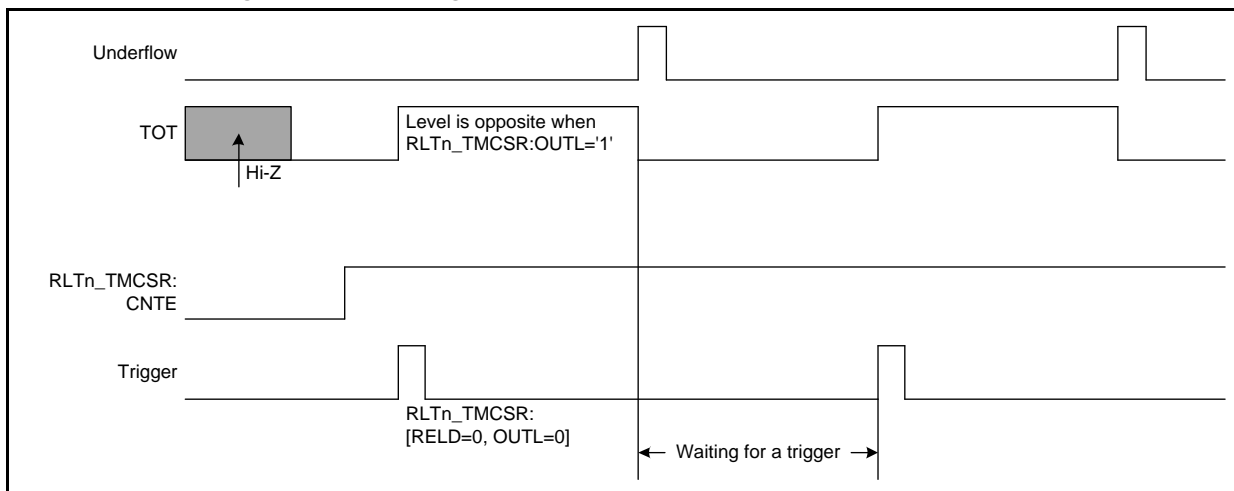 Underflow
TOT
Level is opposite when
RLTn_TMCSR:OUTL='1'
Hi-Z
RLTn_TMCSR:
CNTE
Trigger
RLTn_TMCSR:
[RELD=0, OUTL=0]
Waiting for a trigger